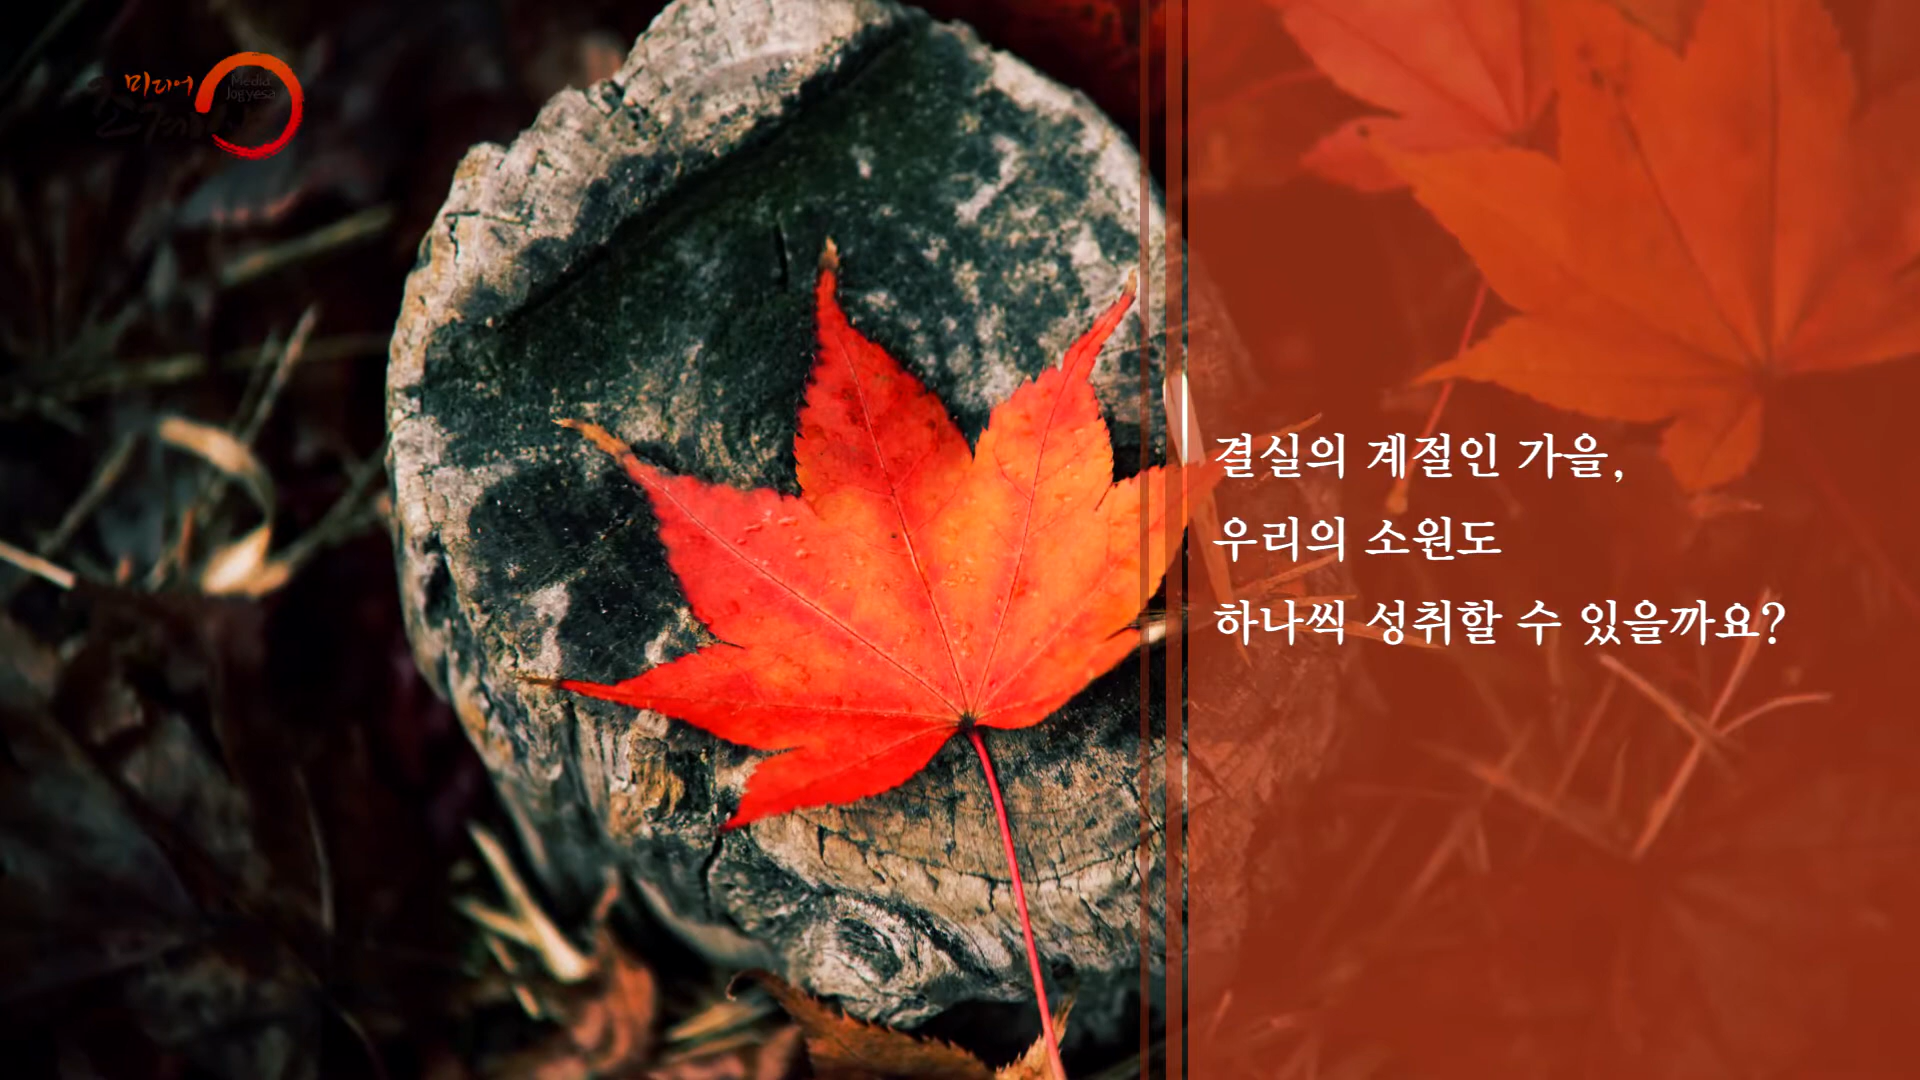 미디어
Media
Jogyesa
결실의 계절인 가을,
우리의 소원도
하나씩 성취할 수 있을까요?